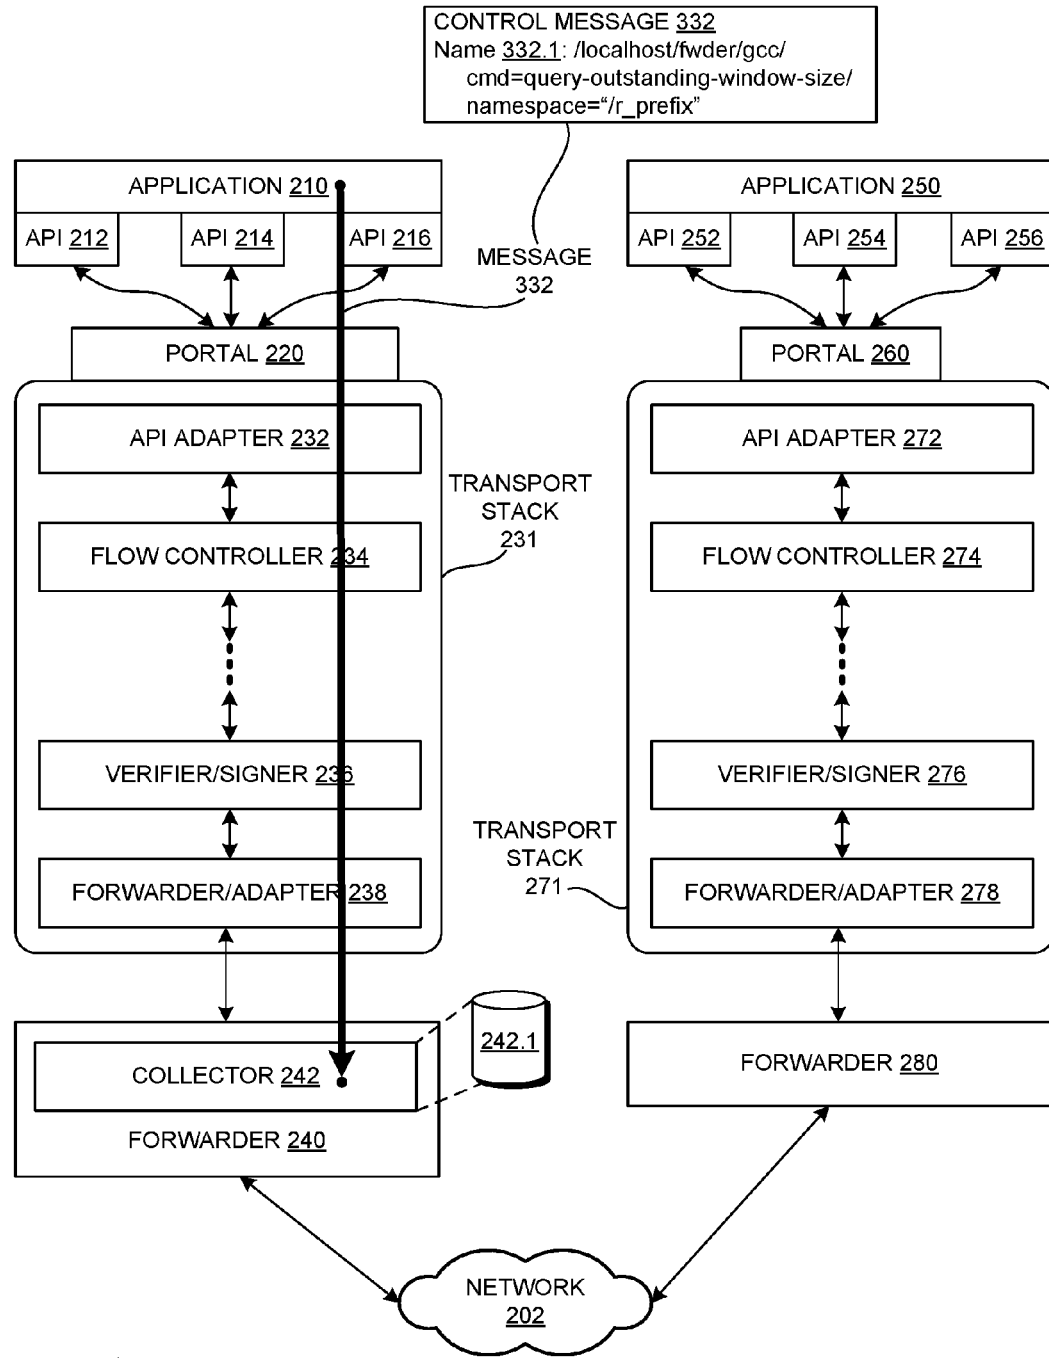 CONTROL MESSAGE 332
Name 332.1: /localhost/fwder/gcc/
cmd=query-outstanding-window-size/
namespace=“/r_prefix”
APPLICATION 210
API 212
API 214
API 216
MESSAGE
332
APPLICATION 250
API 252
API 254
API 256
PORTAL 220
PORTAL 260
API ADAPTER 232
FLOW CONTROLLER 234
VERIFIER/SIGNER 236
FORWARDER/ADAPTER 238
TRANSPORT
STACK
231
API ADAPTER 272
FLOW CONTROLLER 274
VERIFIER/SIGNER 276
FORWARDER/ADAPTER 278
TRANSPORT
STACK
271
COLLECTOR 242
242.1
FORWARDER 240
FORWARDER 280
NETWORK
202